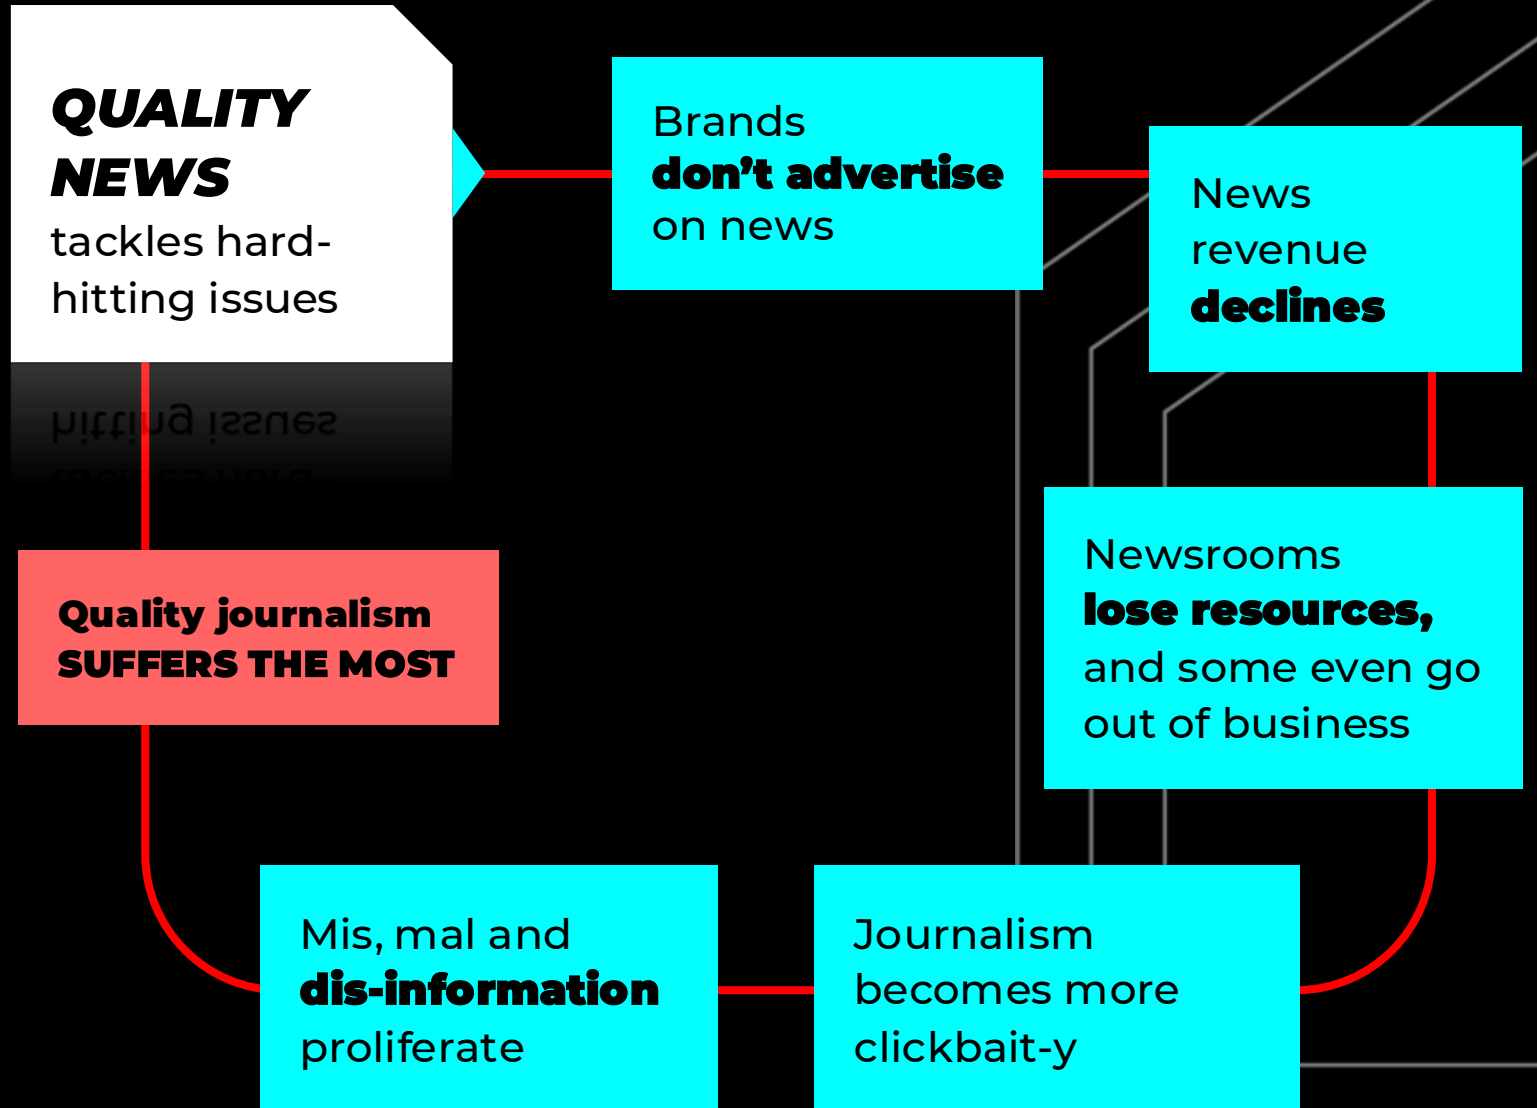 QUALITY
NEWS
tackles hard-
hitting issues
Brands
don’t advertise
on news
News
revenue
declines
Newsrooms
lose resources,
and some even go
out of business
Journalism
becomes more
clickbait-y
Mis, mal and
dis-information
proliferate
Quality journalism
SUFFERS THE MOST